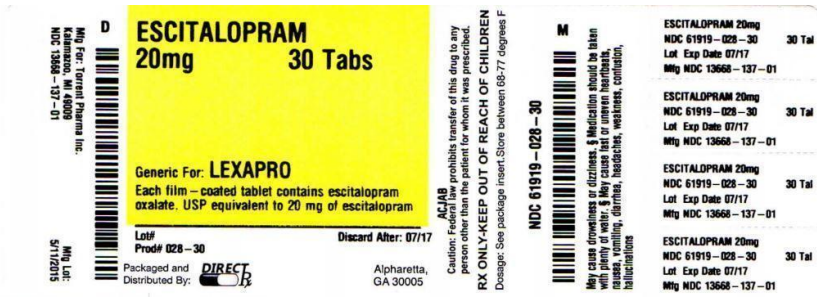 Mfg For: Torrent Pharma Inc.
Kalamazoo, MI 49009
NDC 13668-137-01
Mfg Lot:
5/11/2015
D
ESCITALOPRAM
20mg 30 Tabs
Generic For: LEXAPRO
Each film-coated tablet contains escitalopram
oxalate. USP equivalent to 20 mg of escitalopram
Lot# Discard After: 07/17
Prod# 028-30
Packaged and
Distributed By:
DIRECT Rx
Alpharetta,
GA 30005
ACJAB
Caution: Federal law prohibits transfer of this drug to any
person other than the patient for whom it was prescribed.
RX ONLY-KEEP OUT OF REACH OF CHILDREN
Dosage: See package insert.Store between 68-77 degrees F
NDC 61919-028-30
M
May cause drowsiness or dizziness. § Medication should be taken
with plenty of water. § May cause fast or uneven heartbeats,
nausea, vomiting, diarrhea, headaches, weakness, confusion,
hallucinations
ESCITALOPRAM 20mg
NDC 61919-028-30 30 Tal
Lot Exp Date 07/17
Mfg NDC 13668-137-01
ESCITALOPRAM 20mg
NDC 61919-028-30 30 Tal
Lot Exp Date 07/17
Mfg NDC 13668-137-01
ESCITALOPRAM 20mg
NDC 61919-028-30 30 Tal
Lot Exp Date 07/17
Mfg NDC 13668-137-01
ESCITALOPRAM 20mg
NDC 61919-028-30 30 Tal
Lot Exp Date 07/17
Mfg NDC 13668-137-01